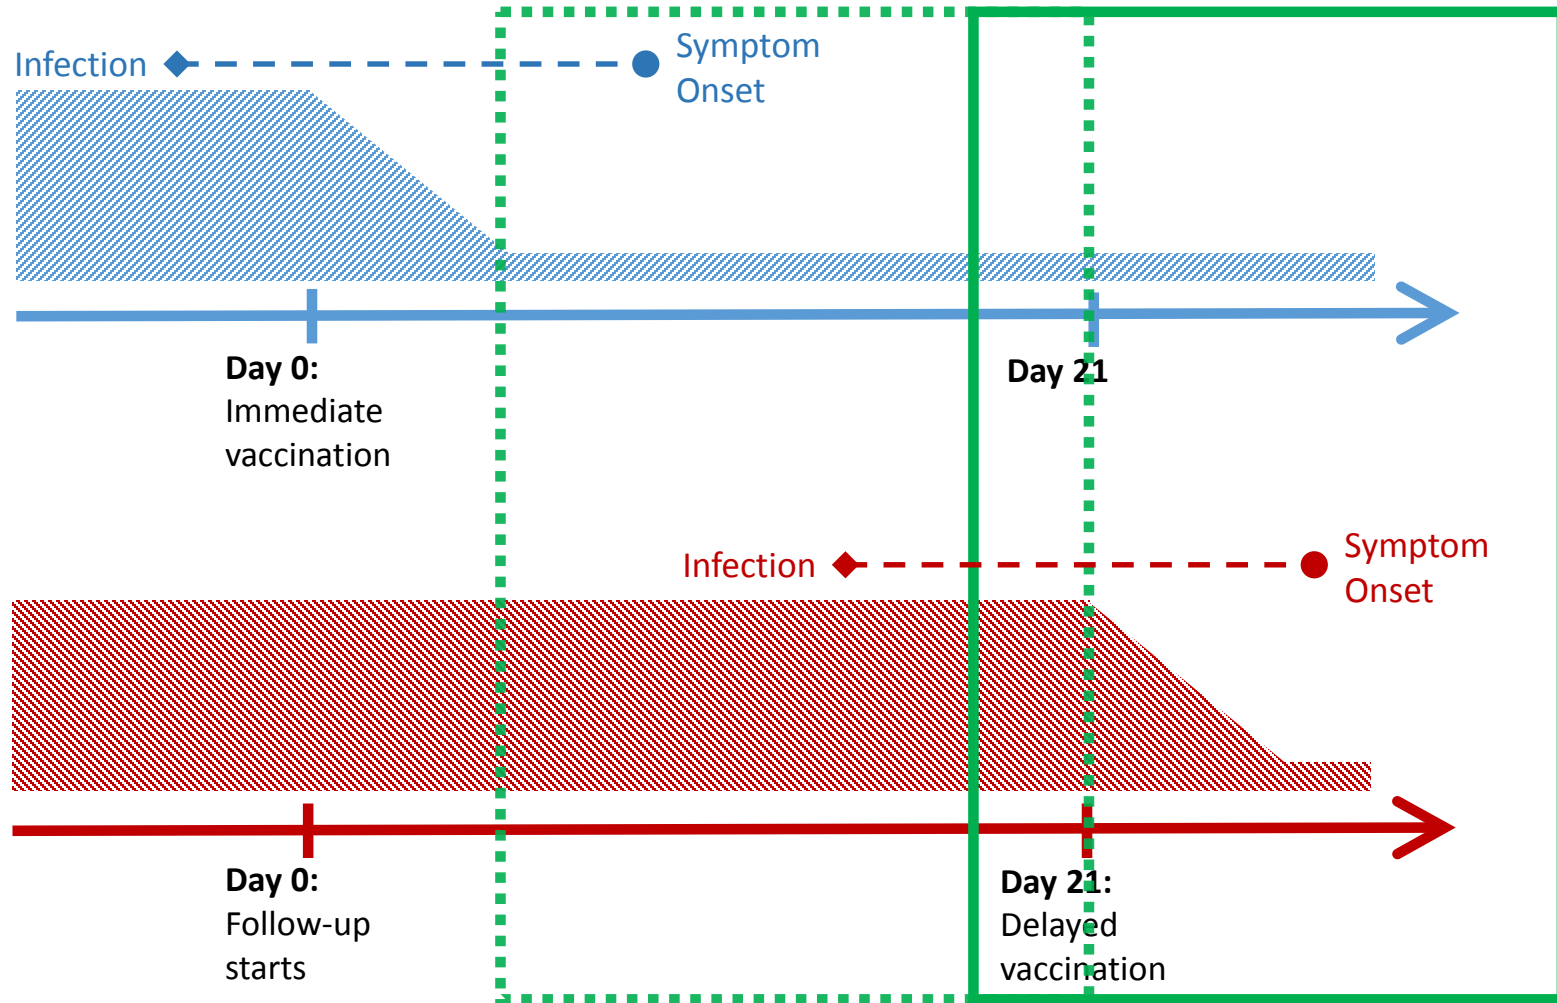 Infection
Symptom
Onset
Day 0:
Immediate
vaccination
Day 21
Infection
Symptom
Onset
Day 0:
Follow-up
starts
Day 21:
Delayed
vaccination